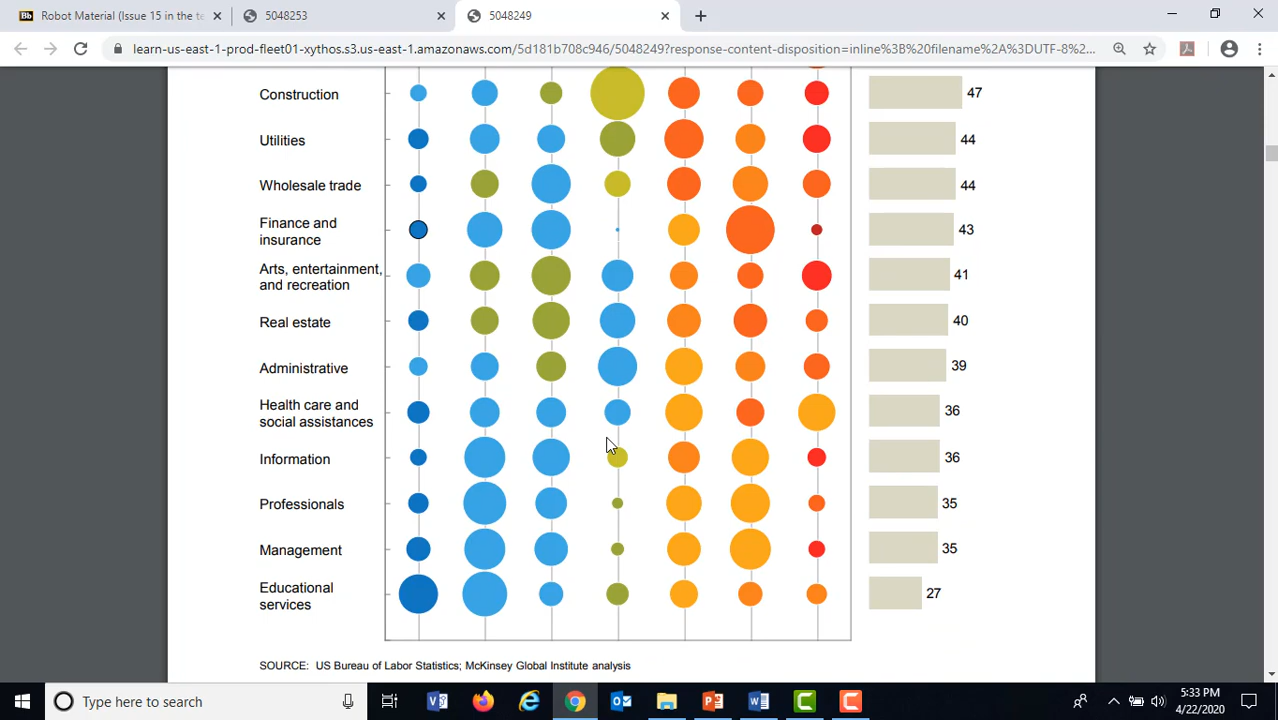 Robot Material (Issue 15 in the te
5048253
5048249
learn-us-east-1-prod-fleet01-xythos.s3.us-east-1.amazonaws.com/5d181b708c946/5048249?response-content-disposition=inline%3B%20filename%2A%3DUTF-8%2...
Construction 47
Utilities 44
Wholesale trade 44
Finance and
insurance 43
Arts, entertainment,
and recreation 41
Real estate 40
Administrative 39
Health care and
social assistances 36
Information 36
Professionals 35
Management 35
Educational
services 27
SOURCE: US Bureau of Labor Statistics; McKinsey Global Institute analysis
Type here to search
5:33 PM
4/22/2020